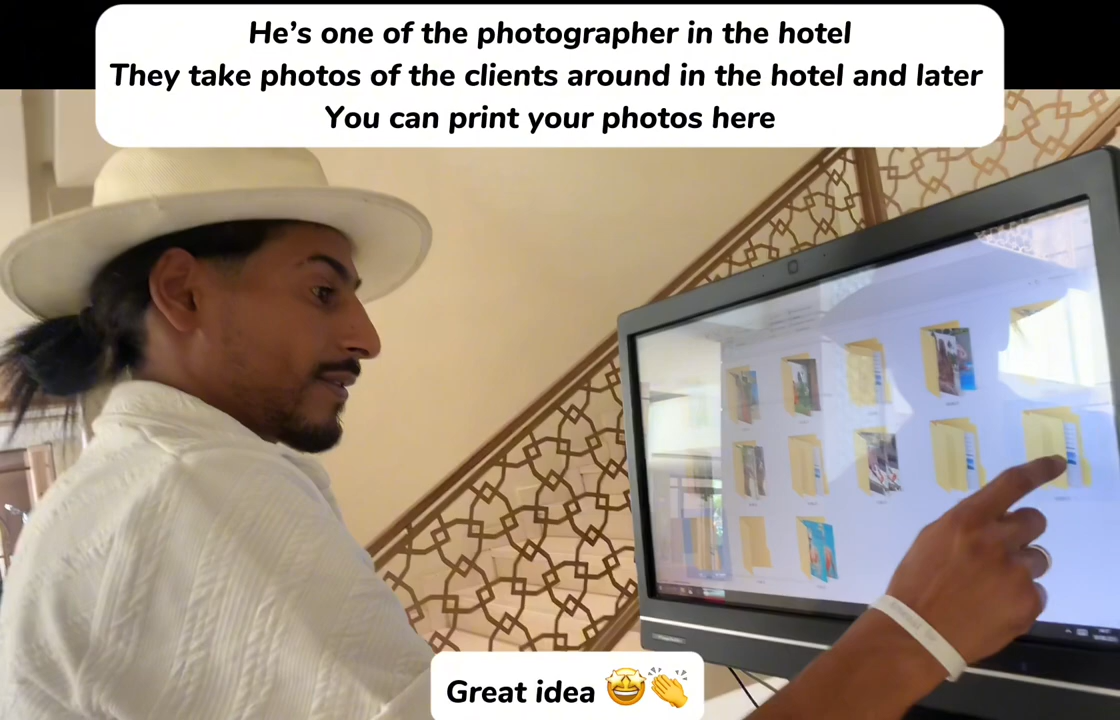 He’s one of the photographer in the hotel
They take photos of the clients around in the hotel and later
You can print your photos here
Great idea 🤩👏